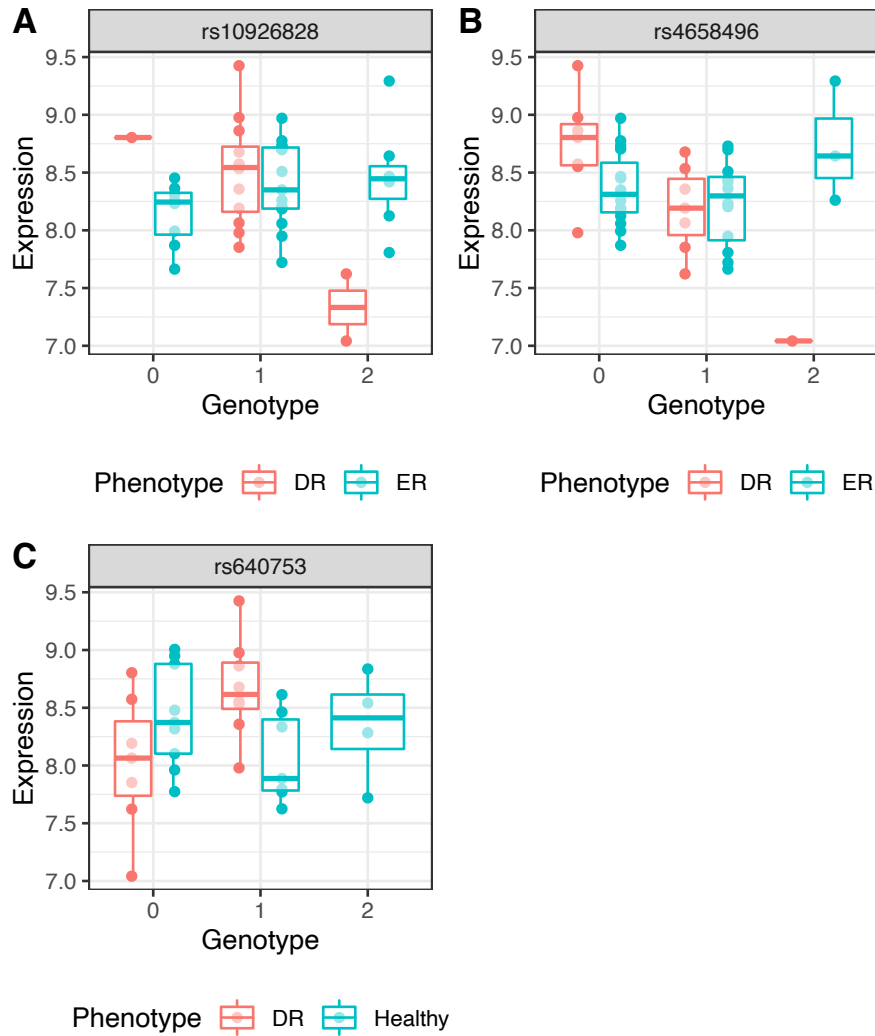 A
rs10926828
9.5
9.0
8.5
8.0
7.5
7.0
Expression
0 1 2
Genotype
Phenotype DR ER
B
rs4658496
9.5
9.0
8.5
8.0
7.5
7.0
Expression
0 1 2
Genotype
Phenotype DR ER
C
rs640753
9.5
9.0
8.5
8.0
7.5
7.0
Expression
0 1 2
Genotype
Phenotype DR Healthy